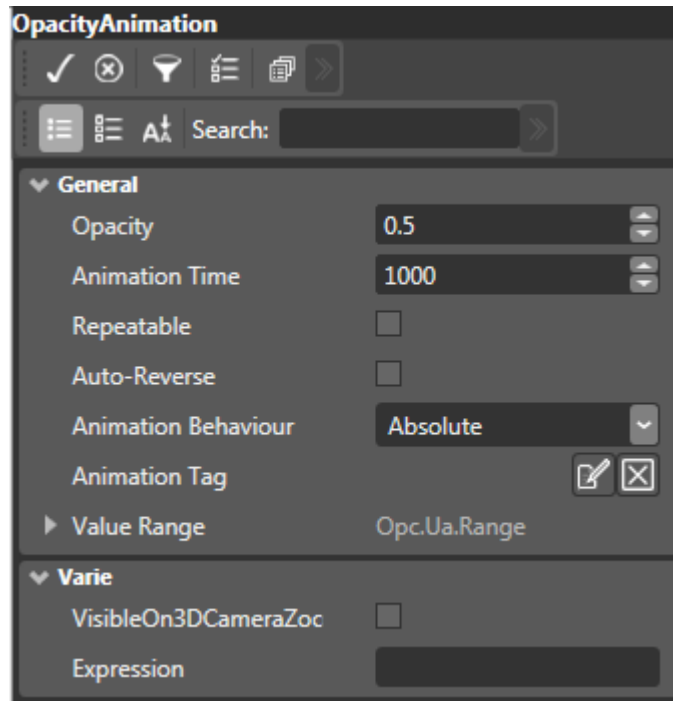 OpacityAnimation
Search:
General
Opacity 0.5
Animation Time 1000
Repeatable
Auto-Reverse
Animation Behaviour Absolute
Animation Tag
Value Range Opc.Ua.Range
Varie
VisibleOn3DCameraZoc
Expression